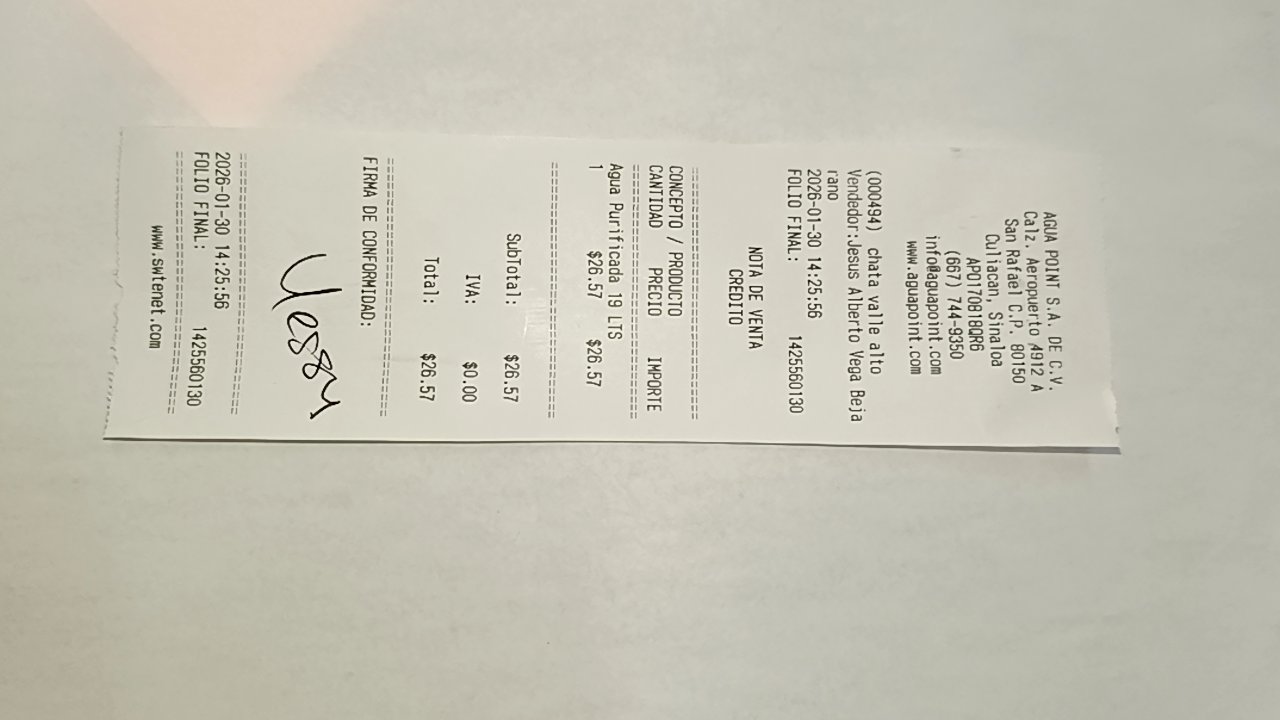 AGUA POINT S.A. DE C.V.
Calz. Aeropuerto 4912 A
San Rafael C.P. 80150
Culiacan, Sinaloa
APO170818QR6
(667) 744-9350
info@aguapoint.com
www.aguapoint.com
(000494) chata valle alto
Vendedor:Jesus Alberto Vega Beja
rano
2026-01-30 14:25:56
FOLIO FINAL: 1425560130
NOTA DE VENTA
CREDITO
================================
CONCEPTO / PRODUCTO
CANTIDAD PRECIO IMPORTE
================================
Agua Purificada 19 LTS
1 $26.57 $26.57
================================
SubTotal: $26.57
IVA: $0.00
Total: $26.57
================================
FIRMA DE CONFORMIDAD:
Yessy
================================
2026-01-30 14:25:56
FOLIO FINAL: 1425560130
================================
www.swtenet.com